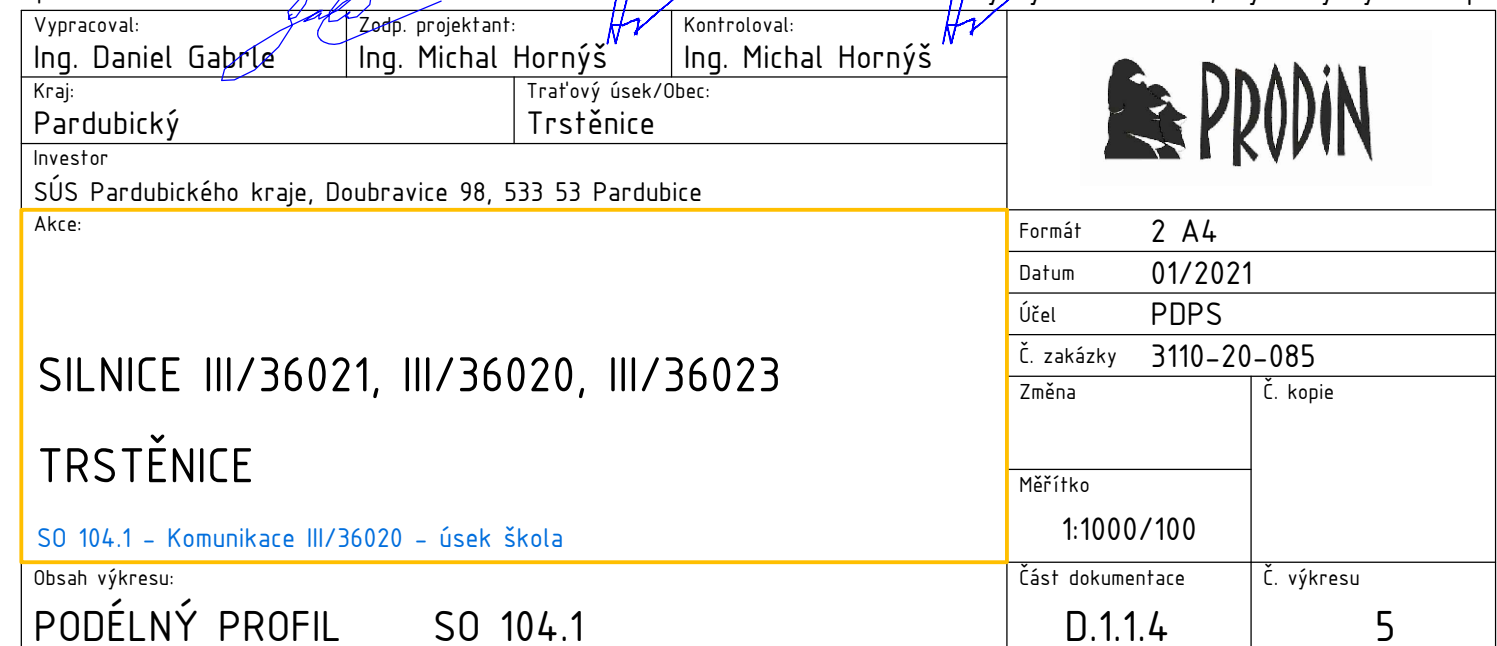 Vypracoval: Zodp. projektant: Kontroloval:
Ing. Daniel Gabrle Ing. Michal Hornýš Ing. Michal Hornýš
PRODiN
Kraj: Traťový úsek/Obec:
Pardubický Trstěnice
Investor
SÚS Pardubického kraje, Doubravice 98, 533 53 Pardubice
Akce:
SILNICE III/36021, III/36020, III/36023
TRSTĚNICE
SO 104.1 - Komunikace III/36020 - úsek škola
Formát 2 A4
Datum 01/2021
Účel PDPS
Č. zakázky 3110-20-085
Změna Č. kopie
Měřítko
1:1000/100
Obsah výkresu: Část dokumentace Č. výkresu
PODÉLNÝ PROFIL SO 104.1 D.1.1.4 5